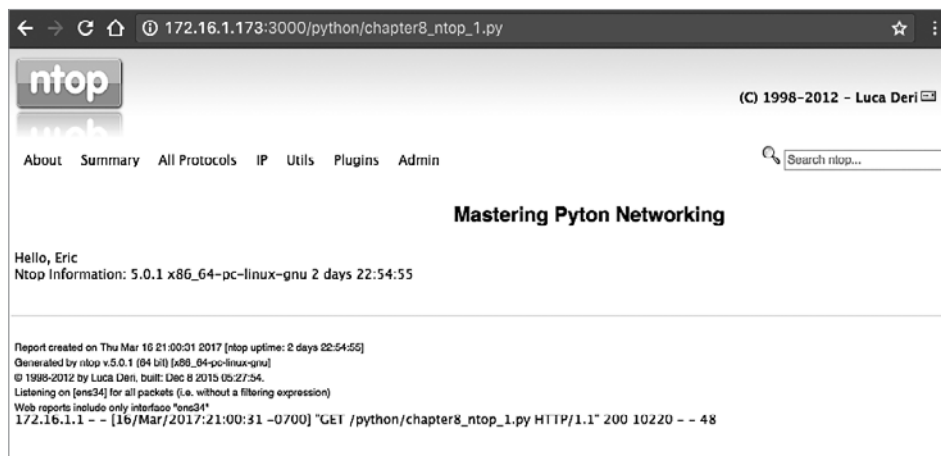 172.16.1.173:3000/python/chapter8_ntop_1.py
ntop
(C) 1998-2012 - Luca Deri
About Summary All Protocols IP Utils Plugins Admin
Search ntop...
Mastering Pyton Networking
Hello, Eric
Ntop Information: 5.0.1 x86_64-pc-linux-gnu 2 days 22:54:55
Report created on Thu Mar 16 21:00:31 2017 [ntop uptime: 2 days 22:54:55]
Generated by ntop v.5.0.1 (64 bit) [x86_64-pc-linux-gnu]
© 1998-2012 by Luca Deri, built: Dec 8 2015 05:27:54.
Listening on [ens34] for all packets (i.e. without a filtering expression)
Web reports include only interface "ens34"
172.16.1.1 - - [16/Mar/2017:21:00:31 -0700] "GET /python/chapter8_ntop_1.py HTTP/1.1" 200 10220 - - 48